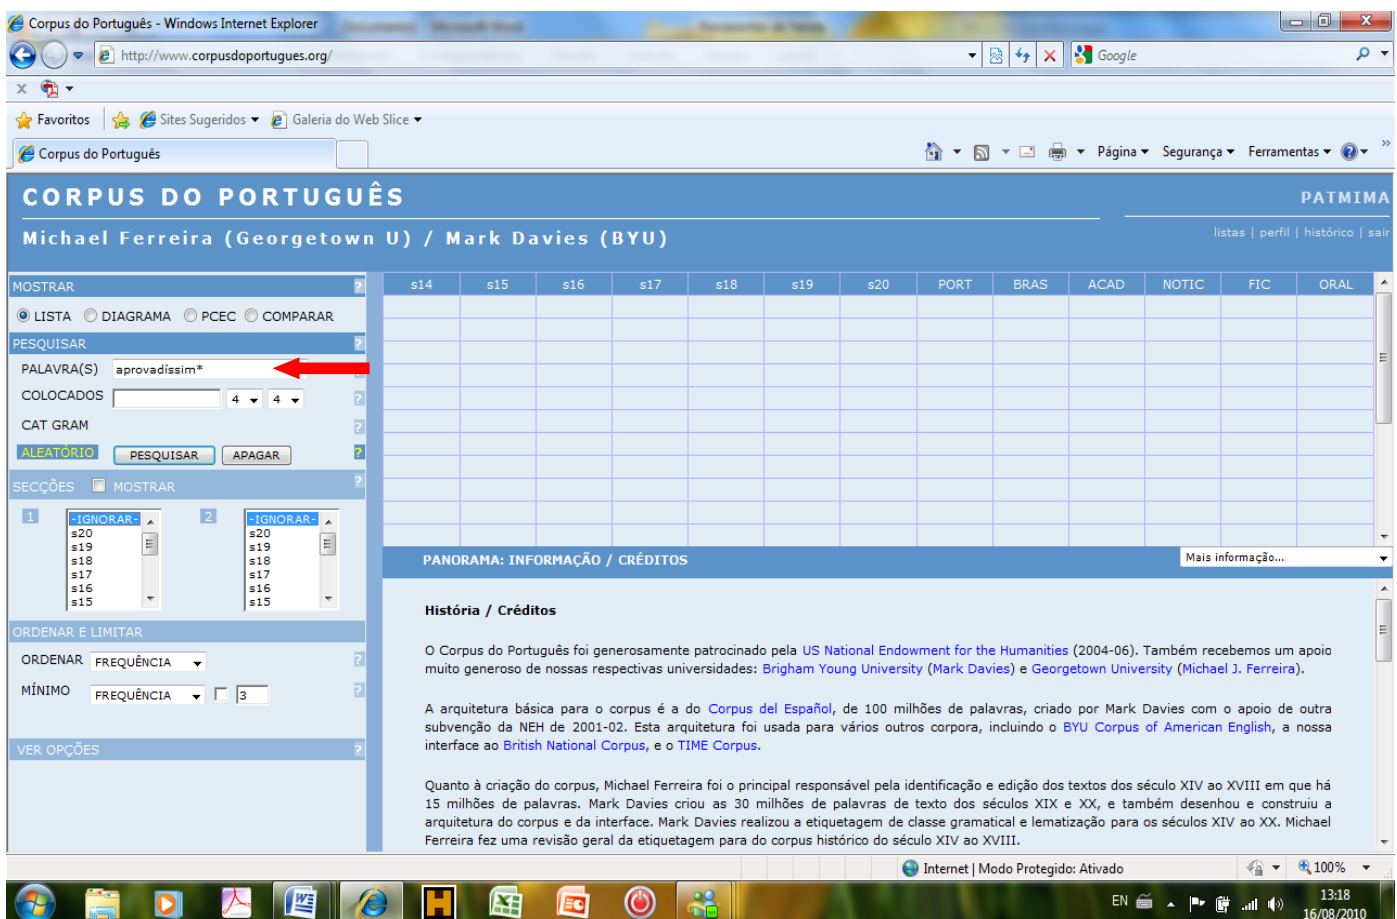 Corpus do Português - Windows Internet Explorer
http://www.corpusdoportugues.org/
Google
X
Favoritos
Sites Sugeridos
Galeria do Web Slice
Corpus do Português
Página
Segurança
Ferramentas
CORPUS DO PORTUGUÊS
PATMIMA
Michael Ferreira (Georgetown U) / Mark Davies (BYU)
listas | perfil | histórico | sair
MOSTRAR ?
s14 s15 s16 s17 s18 s19 s20 PORT BRAS ACAD NOTIC FIC ORAL
LISTA DIAGRAMA PCEC COMPARAR
PESQUISAR ?
PALAVRA(S) aprovadíssim*
COLOCADOS 4 4 ?
CAT GRAM ?
ALEATÓRIO PESQUISAR APAGAR ?
SECÇÕES MOSTRAR ?
1 2
-IGNORAR- -IGNORAR-
s20 s20
s19 s19
s18 s18
s17 s17
s16 s16
s15 s15
PANORAMA: INFORMAÇÃO / CRÉDITOS
Mais informação...
ORDENAR E LIMITAR
ORDENAR FREQUÊNCIA ?
MÍNIMO FREQUÊNCIA 3 ?
VER OPÇÕES ?
História / Créditos
O Corpus do Português foi generosamente patrocinado pela US National Endowment for the Humanities (2004-06). Também recebemos um apoio
muito generoso de nossas respectivas universidades: Brigham Young University (Mark Davies) e Georgetown University (Michael J. Ferreira).
A arquitetura básica para o corpus é a do Corpus del Español, de 100 milhões de palavras, criado por Mark Davies com o apoio de outra
subvenção da NEH de 2001-02. Esta arquitetura foi usada para vários outros corpora, incluindo o BYU Corpus of American English, a nossa
interface ao British National Corpus, e o TIME Corpus.
Quanto à criação do corpus, Michael Ferreira foi o principal responsável pela identificação e edição dos textos dos século XIV ao XVIII em que há
15 milhões de palavras. Mark Davies criou as 30 milhões de palavras de texto dos séculos XIX e XX, e também desenhou e construiu a
arquitetura do corpus e da interface. Mark Davies realizou a etiquetagem de classe gramatical e lematização para os séculos XIV ao XX. Michael
Ferreira fez uma revisão geral da etiquetagem para do corpus histórico do século XIV ao XVIII.
Internet | Modo Protegido: Ativado
100%
EN
13:18
16/08/2010